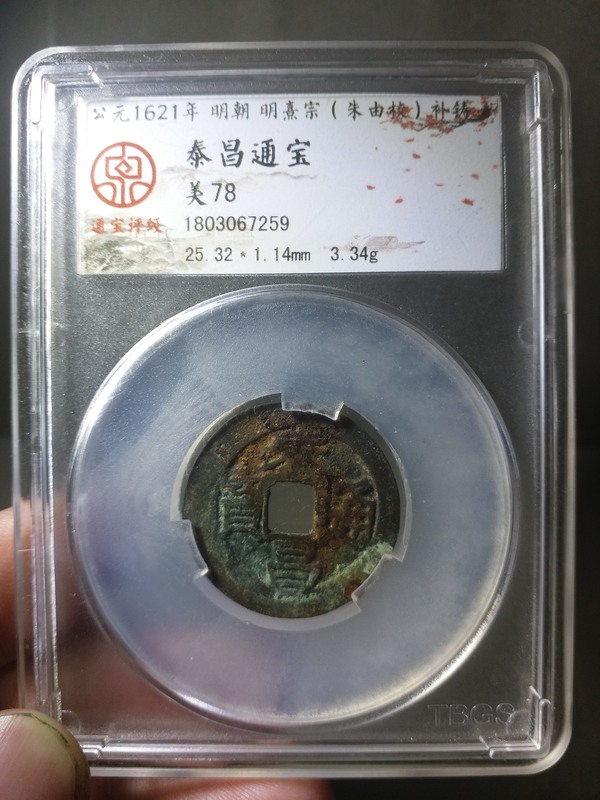 公元1621年 明朝 明熹宗（朱由校）补铸
泰昌通宝
美78
通宝评级
1803067259
25.32*1.14mm 3.34g
TBGS